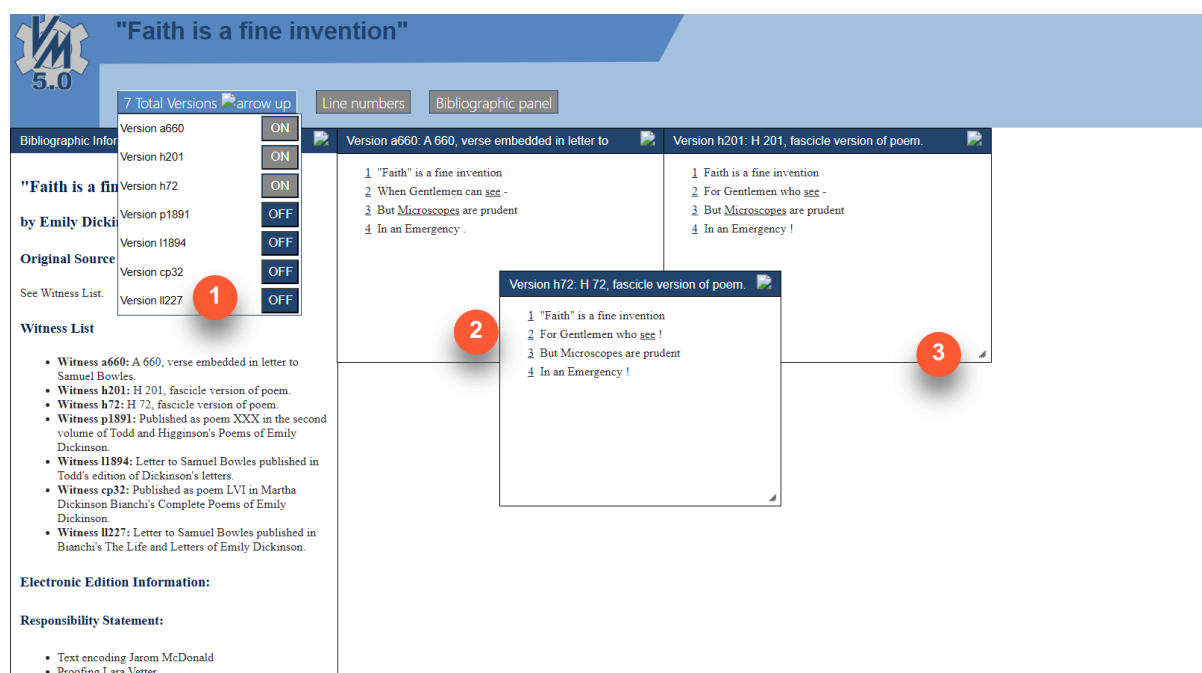 VM
5.0
"Faith is a fine invention"
7 Total Versions arrow up
Line numbers
Bibliographic panel
Version a660 ON
Version h201 ON
Version h72 ON
Version p1891 OFF
Version l1894 OFF
Version cp32 OFF
Version ll227 OFF
1
Bibliographic Infor
"Faith is a fin
by Emily Dicki
Original Source
See Witness List.
Witness List
• Witness a660: A 660, verse embedded in letter to
Samuel Bowles.
• Witness h201: H 201, fascicle version of poem.
• Witness h72: H 72, fascicle version of poem.
• Witness p1891: Published as poem XXX in the second
volume of Todd and Higginson's Poems of Emily
Dickinson.
• Witness l1894: Letter to Samuel Bowles published in
Todd's edition of Dickinson's letters.
• Witness cp32: Published as poem LVI in Martha
Dickinson Bianchi's Complete Poems of Emily
Dickinson.
• Witness ll227: Letter to Samuel Bowles published in
Bianchi's The Life and Letters of Emily Dickinson.
Electronic Edition Information:
Responsibility Statement:
• Text encoding Jarom McDonald
• Proofing Lara Vetter
Version a660: A 660, verse embedded in letter to
1 "Faith" is a fine invention
2 When Gentlemen can see -
3 But Microscopes are prudent
4 In an Emergency .
Version h201: H 201, fascicle version of poem.
1 Faith is a fine invention
2 For Gentlemen who see -
3 But Microscopes are prudent
4 In an Emergency !
2
Version h72: H 72, fascicle version of poem.
1 "Faith" is a fine invention
2 For Gentlemen who see !
3 But Microscopes are prudent
4 In an Emergency !
3